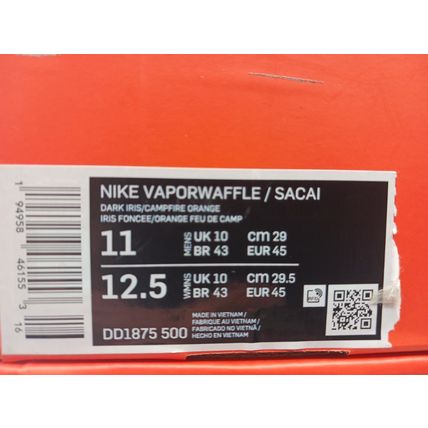 NIKE VAPORWAFFLE / SACAI
DARK IRIS/CAMPFIRE ORANGE
IRIS FONCEE/ORANGE FEU DE CAMP
11 MENS UK 10 CM 29
BR 43 EUR 45
12.5 WMNS UK 10 CM 29.5
BR 43 EUR 45
DD1875 500
MADE IN VIETNAM /
FABRIQUE AU VIETNAM /
FABRICADO NO VIETNÃ /
HECHO EN VIETNAM
1 94958 46155 3 16